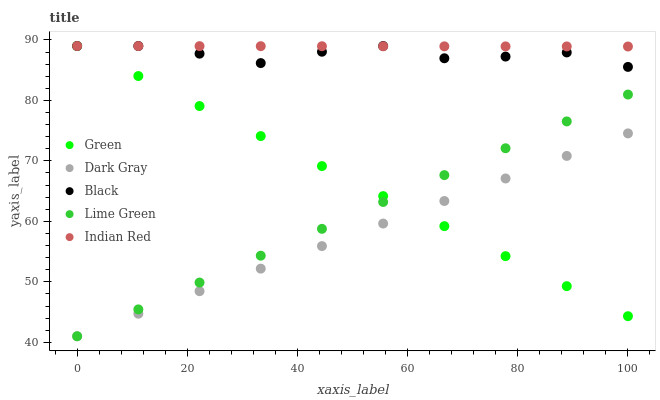 title
yaxis_label
90
80
70
60
50
40
Green
Dark Gray
Black
Lime Green
Indian Red
0 20 40 60 80 100
xaxis_label